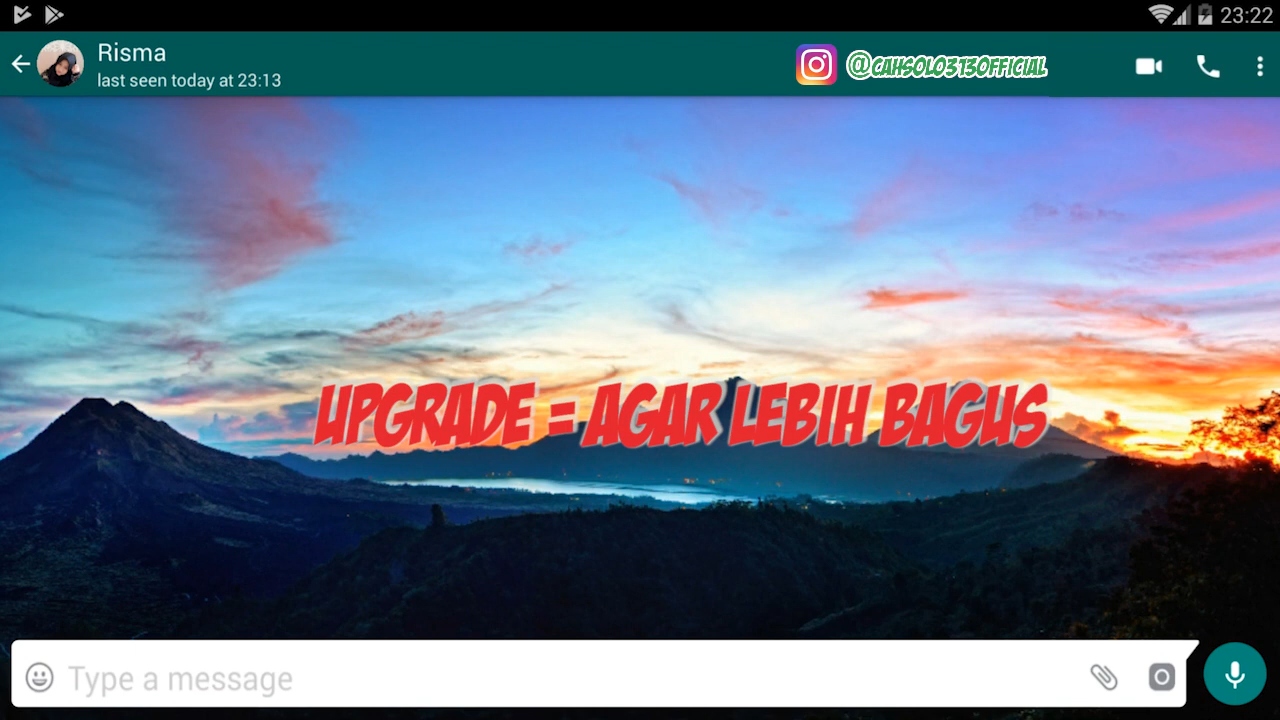 23:22
Risma
last seen today at 23:13
@CAHSOLO313OFFICIAL
UPGRADE = AGAR LEBIH BAGUS
Type a message